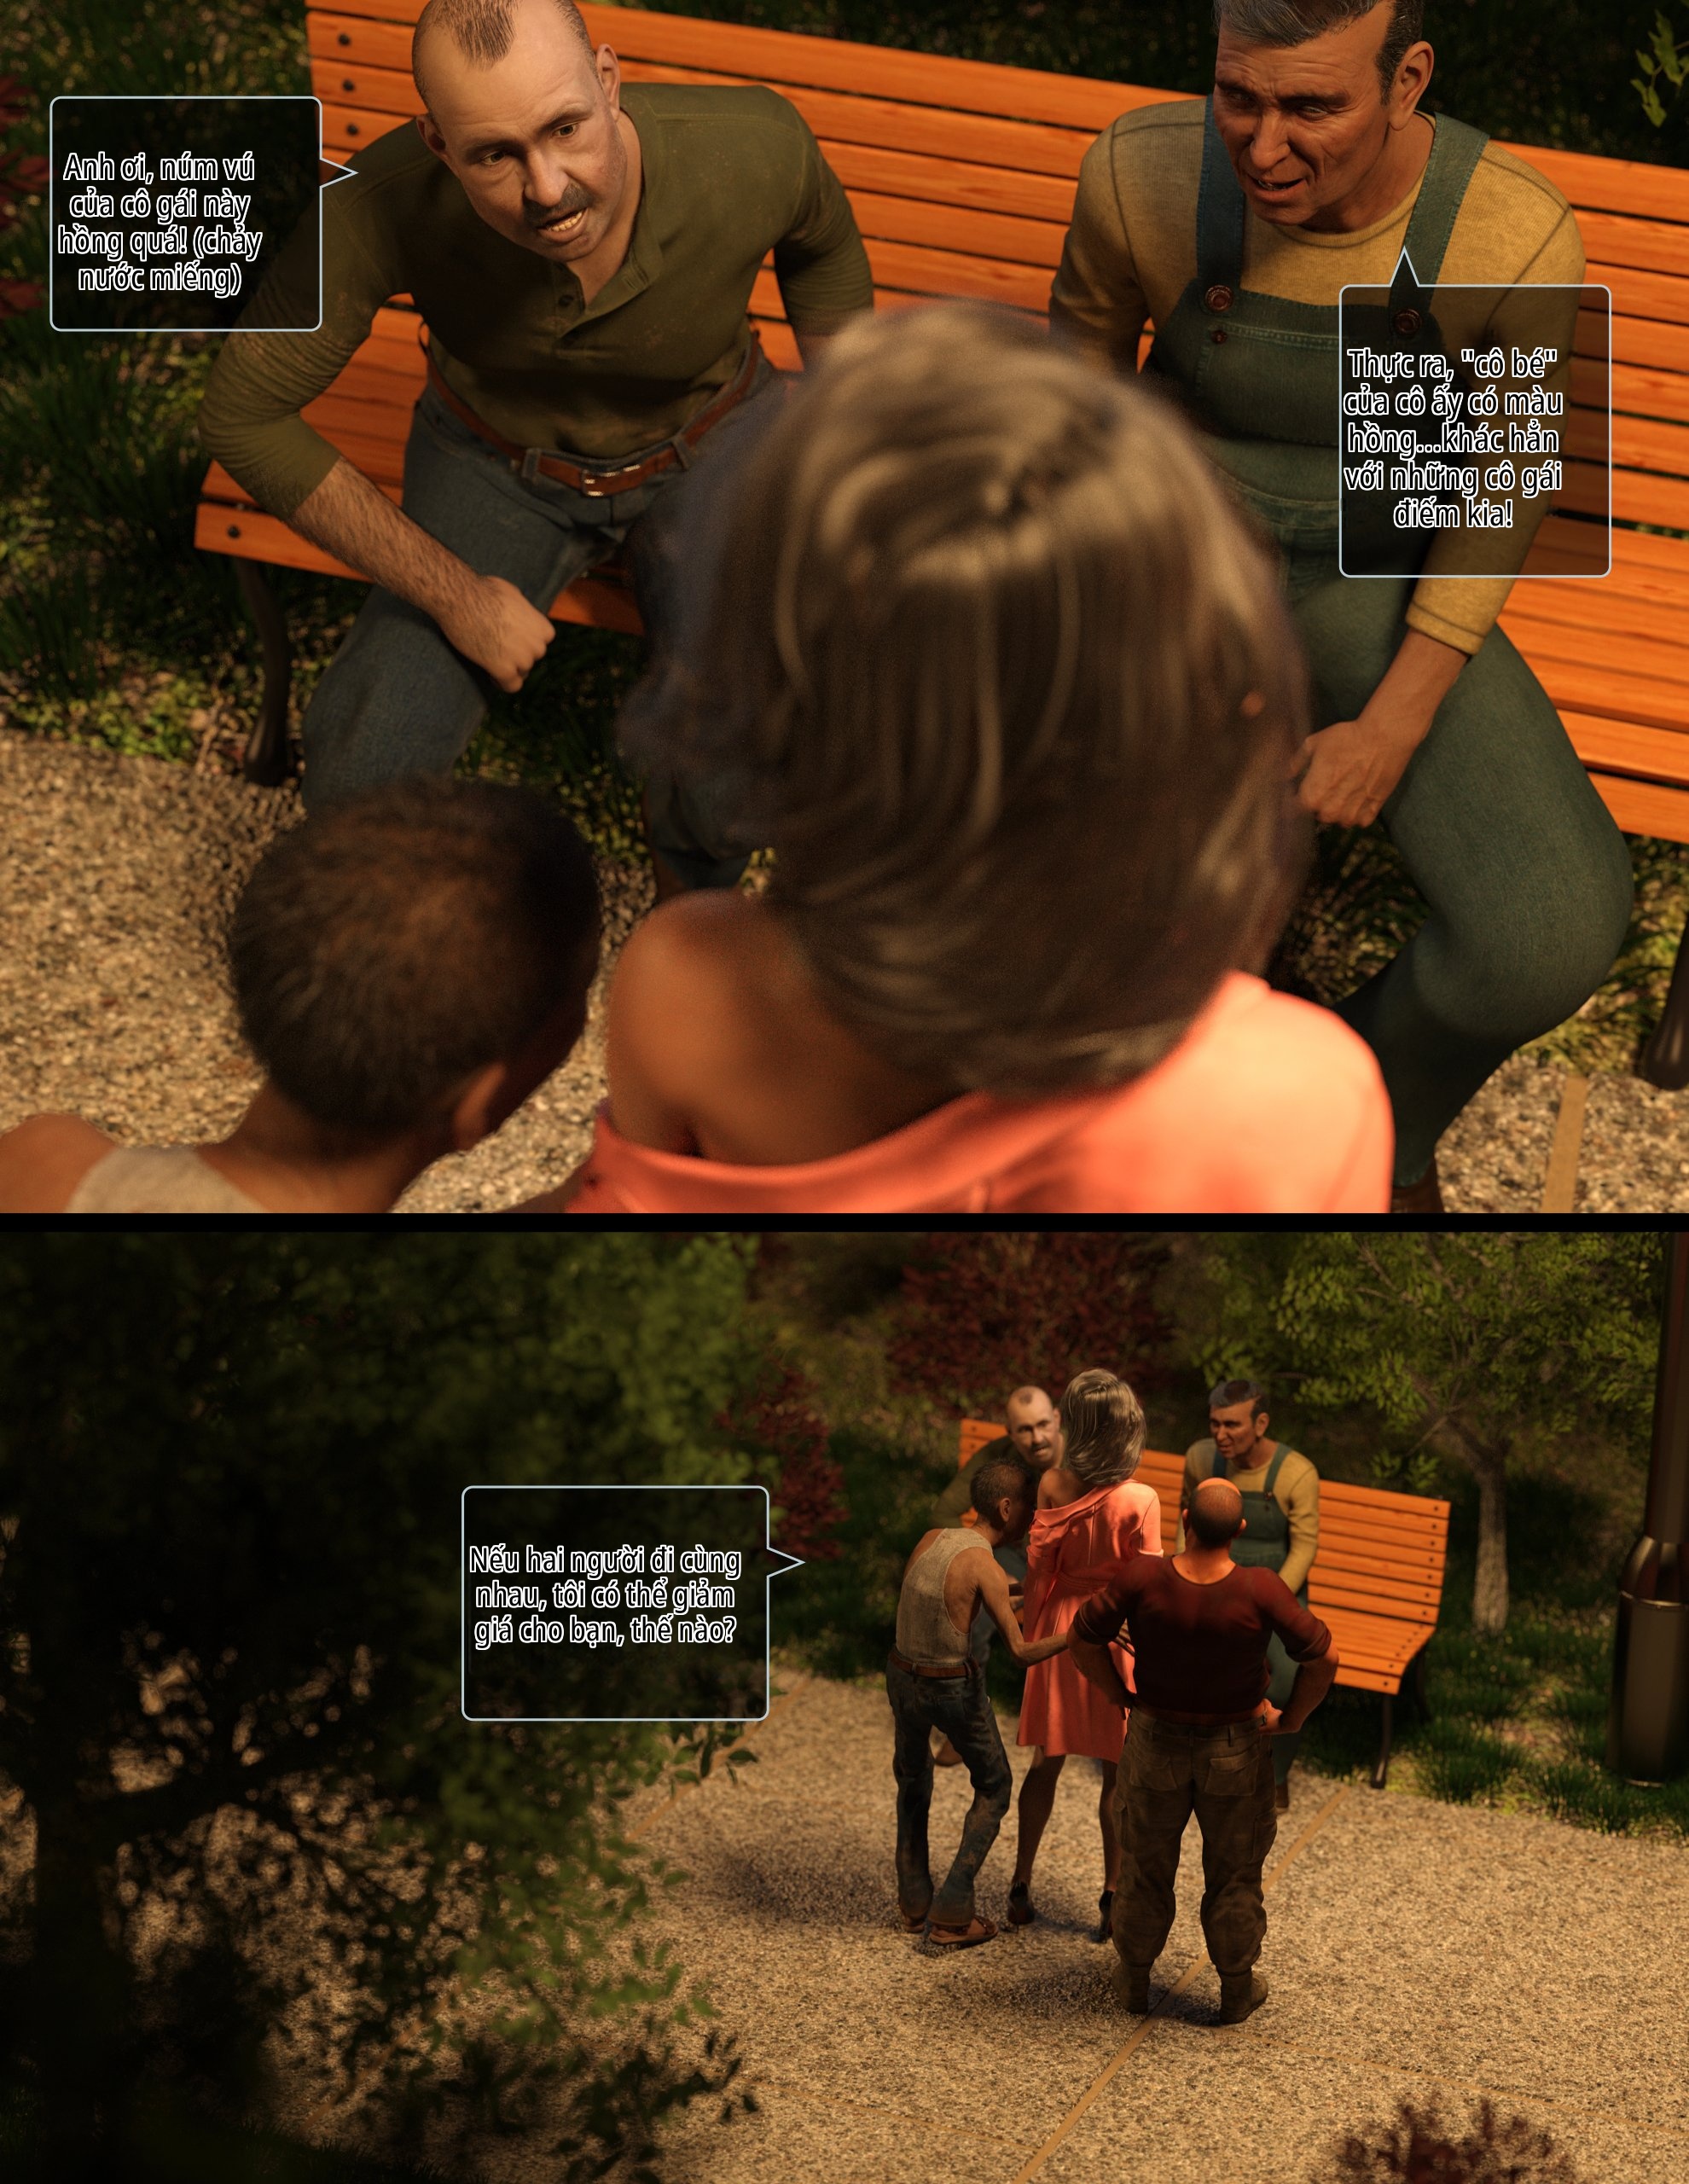 Anh ơi, núm vú
của cô gái này
hồng quá! (chảy
nước miếng)
Thực ra, "cô bé"
của cô ấy có màu
hồng...khác hẳn
với những cô gái
điếm kia!
Nếu hai người đi cùng
nhau, tôi có thể giảm
giá cho bạn, thế nào?